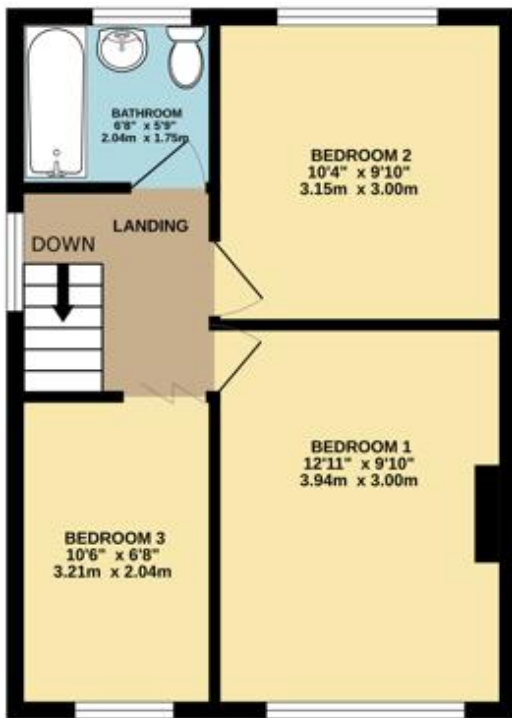 BATHROOM
6'8" x 5'9"
2.04m x 1.75m
BEDROOM 2
10'4" x 9'10"
3.15m x 3.00m
LANDING
DOWN
BEDROOM 1
12'11" x 9'10"
3.94m x 3.00m
BEDROOM 3
10'6" x 6'8"
3.21m x 2.04m